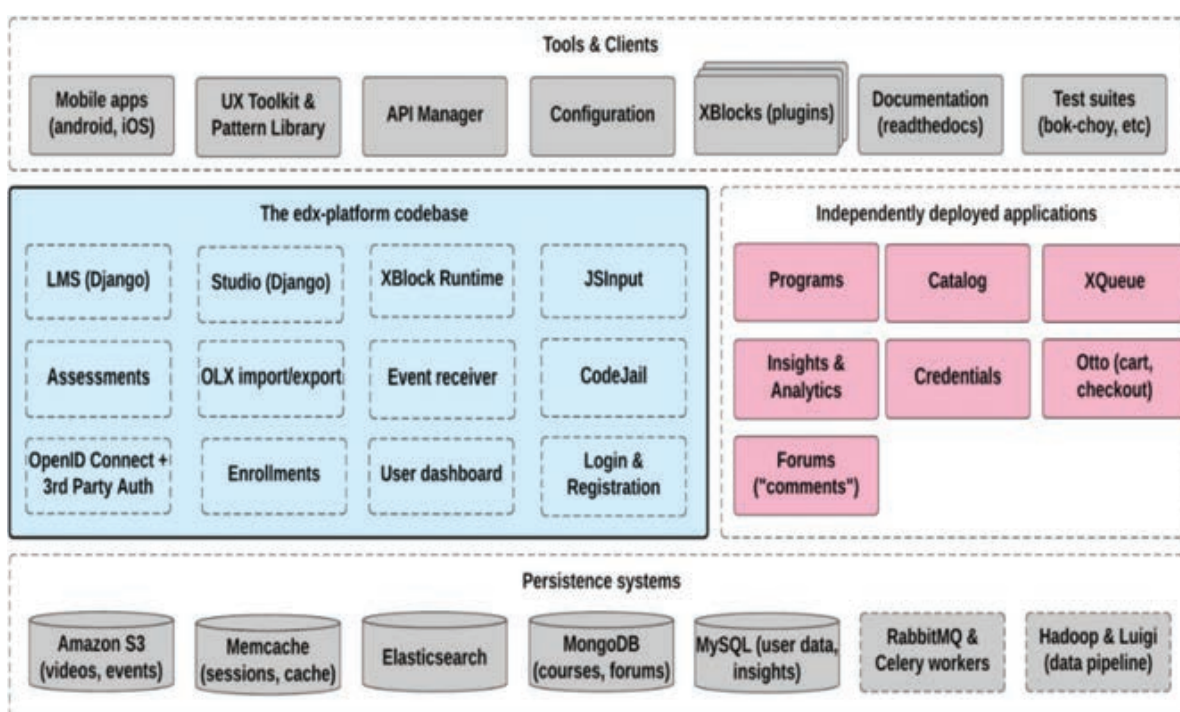 Tools & Clients
Mobile apps
(android, iOS)
UX Toolkit &
Pattern Library
API Manager
Configuration
XBlocks (plugins)
Documentation
(readthedocs)
Test suites
(bok-choy, etc)
The edx-platform codebase
LMS (Django)
Studio (Django)
XBlock Runtime
JSInput
Assessments
OLX import/export
Event receiver
CodeJail
OpenID Connect +
3rd Party Auth
Enrollments
User dashboard
Login &
Registration
Independently deployed applications
Programs
Catalog
XQueue
Insights &
Analytics
Credentials
Otto (cart,
checkout)
Forums
("comments")
Persistence systems
Amazon S3
(videos, events)
Memcache
(sessions, cache)
Elasticsearch
MongoDB
(courses, forums)
MySQL (user data,
insights)
RabbitMQ &
Celery workers
Hadoop & Luigi
(data pipeline)